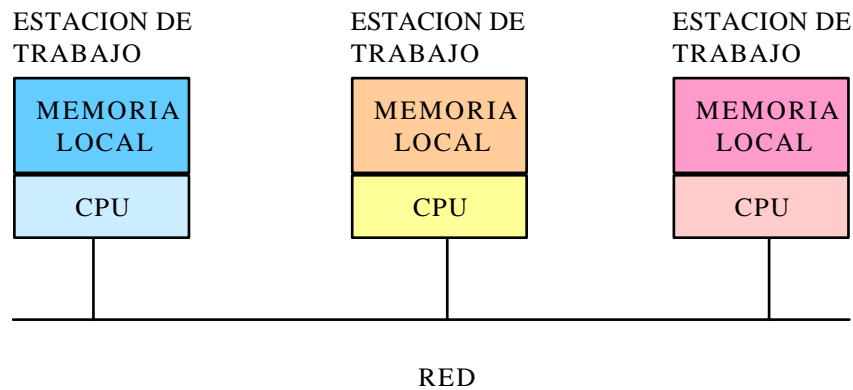 ESTACION DE
TRABAJO
MEMORIA
LOCAL
CPU
ESTACION DE
TRABAJO
MEMORIA
LOCAL
CPU
ESTACION DE
TRABAJO
MEMORIA
LOCAL
CPU
RED